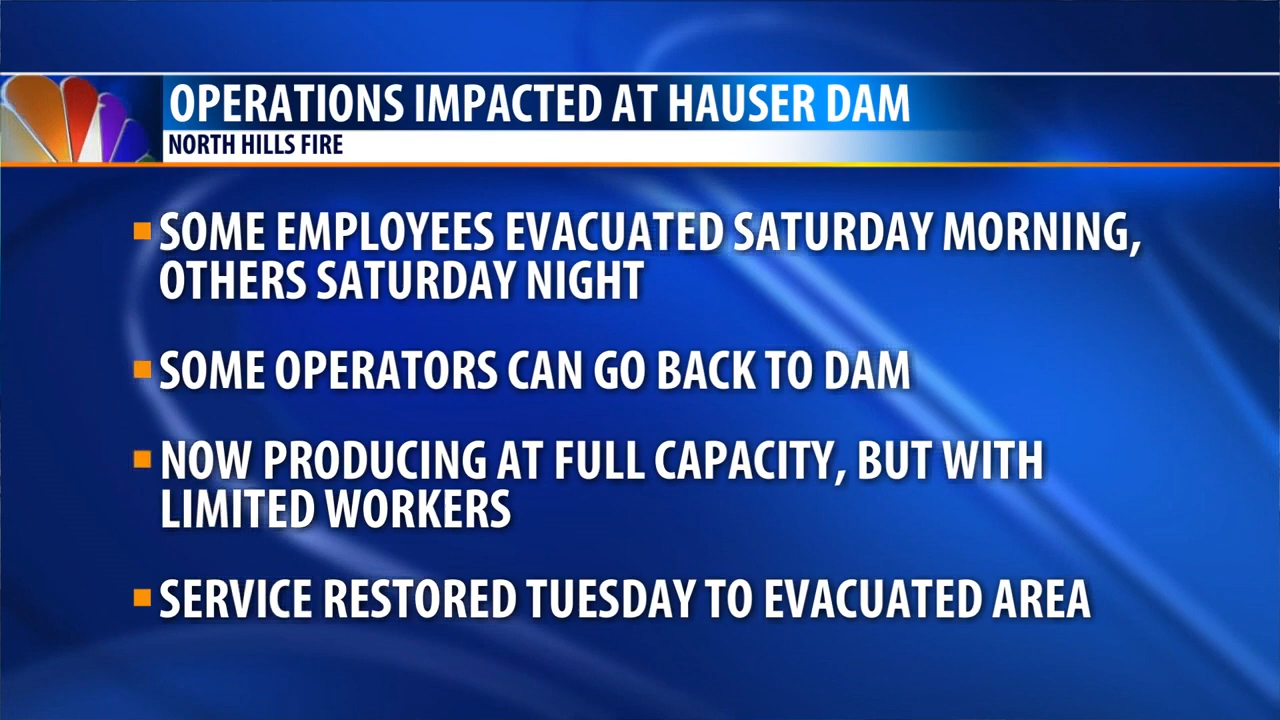 OPERATIONS IMPACTED AT HAUSER DAM
NORTH HILLS FIRE
SOME EMPLOYEES EVACUATED SATURDAY MORNING,
OTHERS SATURDAY NIGHT
SOME OPERATORS CAN GO BACK TO DAM
NOW PRODUCING AT FULL CAPACITY, BUT WITH
LIMITED WORKERS
SERVICE RESTORED TUESDAY TO EVACUATED AREA